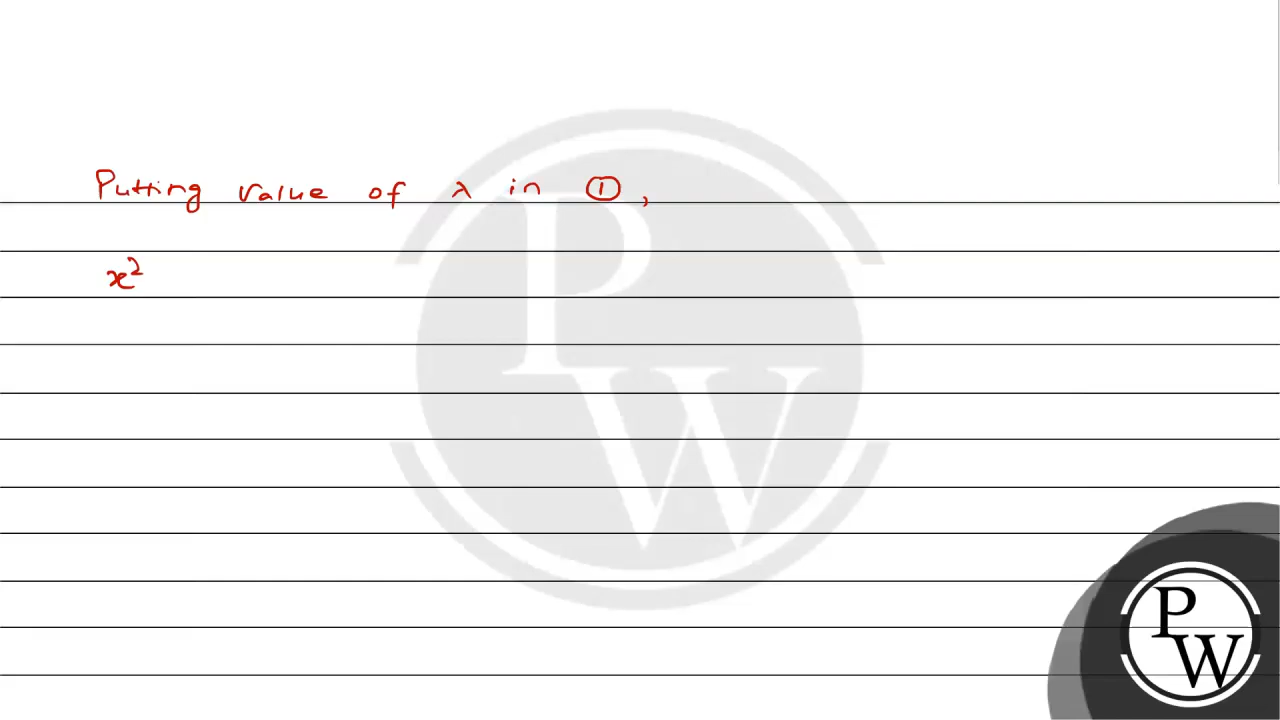 Putting value of λ in ①,
x²
P
W
P
W